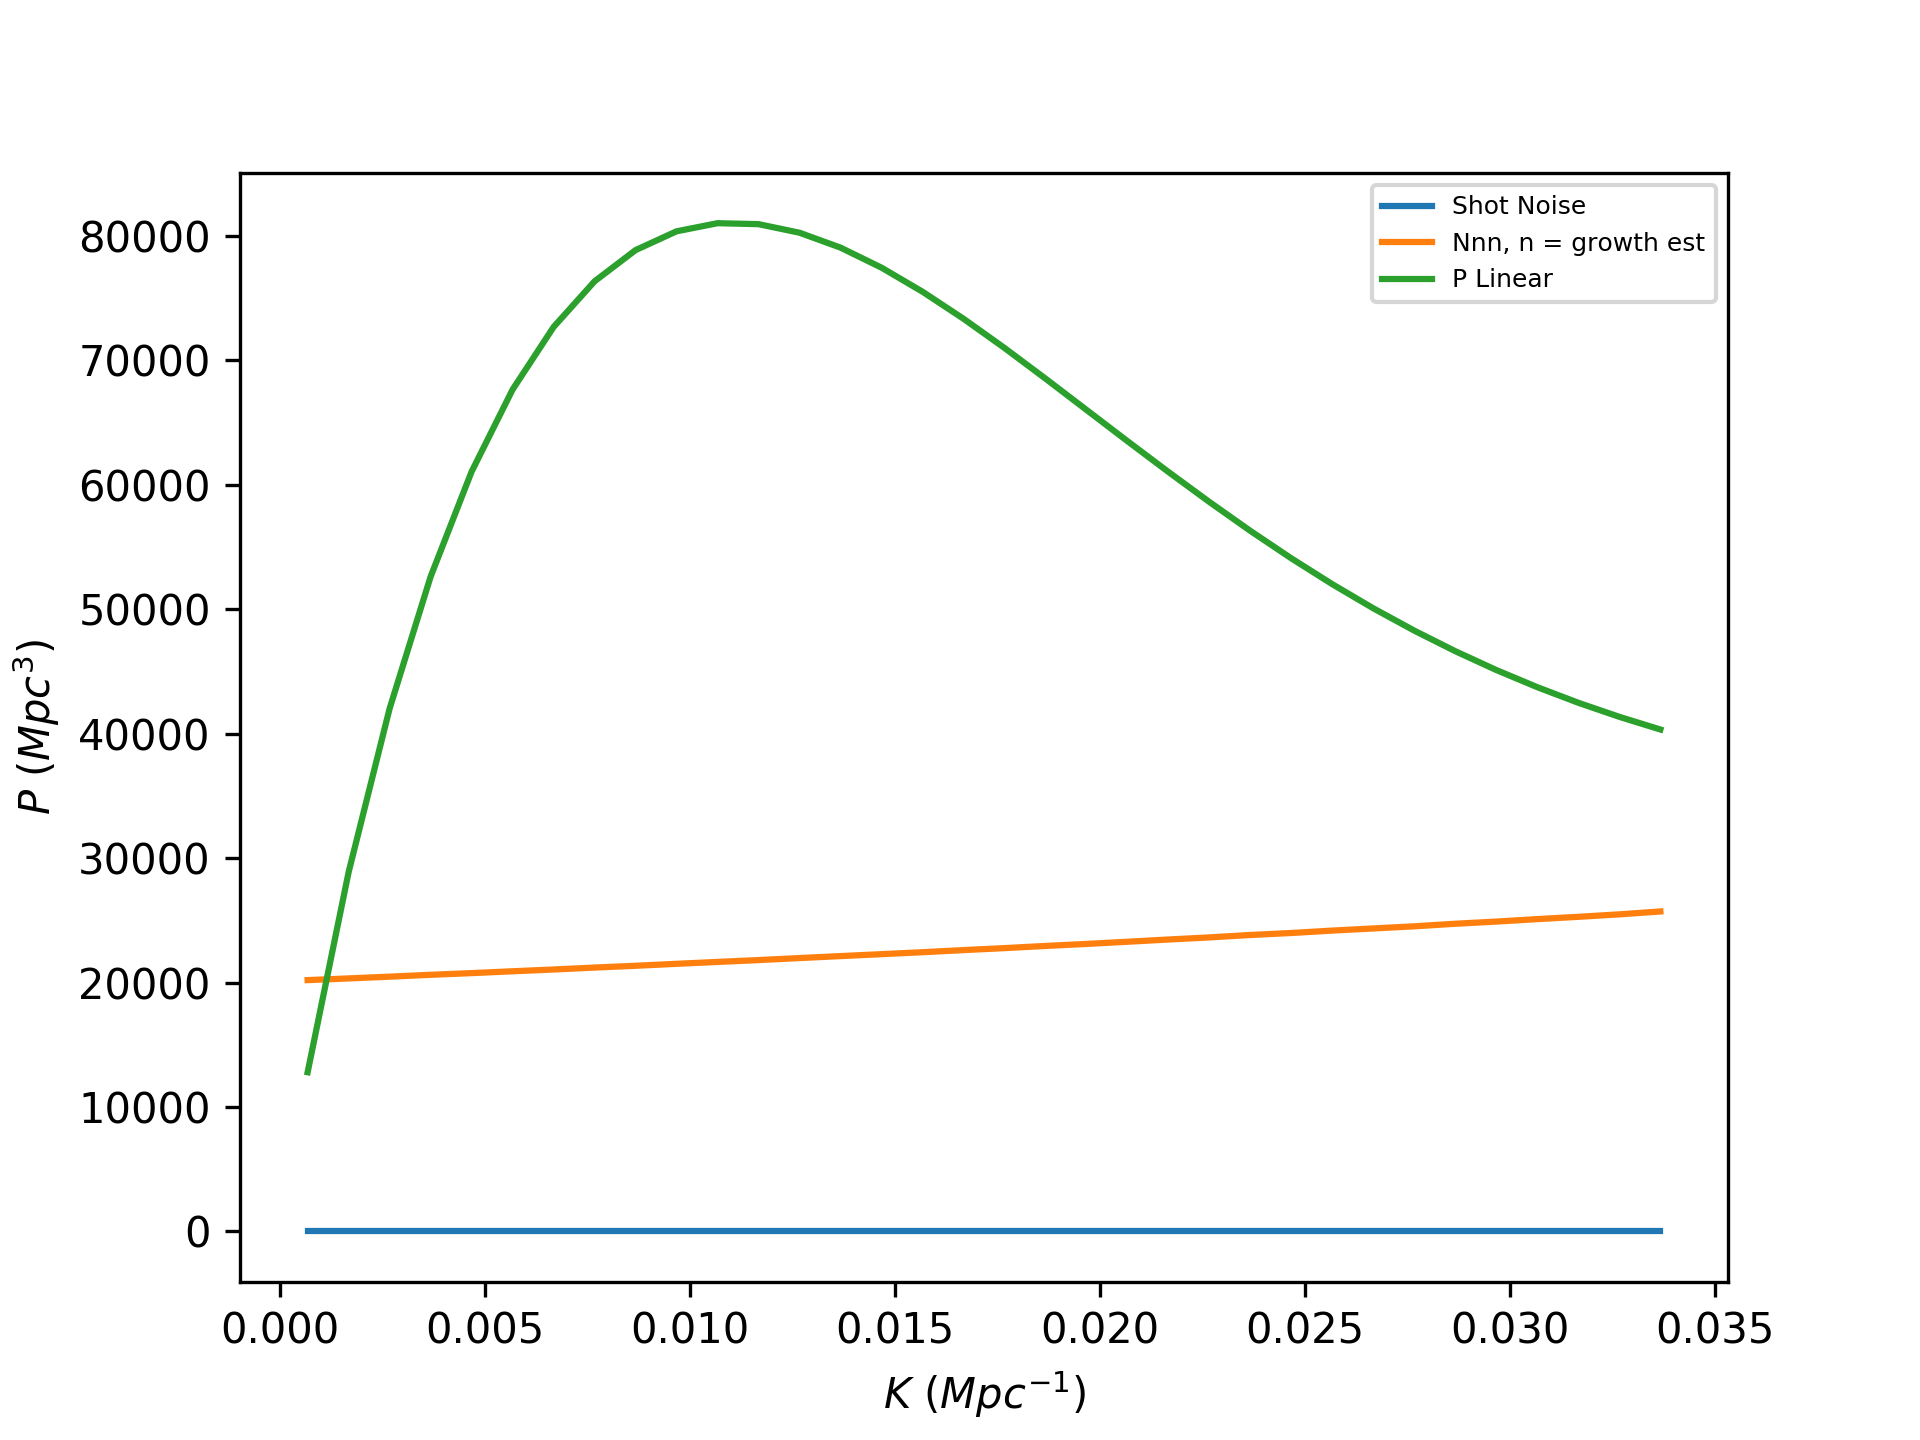 Shot Noise
Nnn, n = growth est
P Linear
80000
70000
60000
50000
40000
30000
20000
10000
0
P (Mpc³)
0.000 0.005 0.010 0.015 0.020 0.025 0.030 0.035
K (Mpc⁻¹)